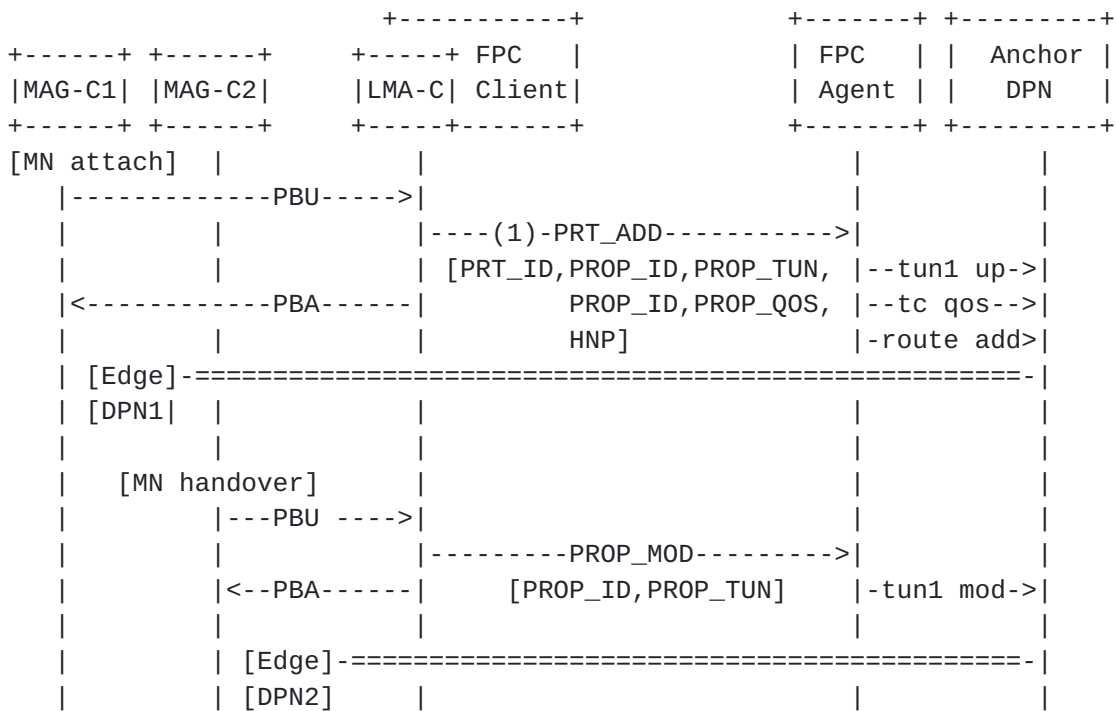 +-----------+             +-------+ +---------+
+------+ +------+     +-----+ FPC   |             | FPC   | |  Anchor |
|MAG-C1| |MAG-C2|     |LMA-C| Client|             | Agent | |   DPN   |
+------+ +------+     +-----+-------+             +-------+ +---------+
[MN attach]  |            |                           |           |
   |-------------PBU----->|                           |           |
   |         |            |----(1)-PRT_ADD----------->|           |
   |         |            | [PRT_ID,PROP_ID,PROP_TUN, |--tun1 up->|
   |<------------PBA------|         PROP_ID,PROP_QOS, |--tc qos-->|
   |         |            |         HNP]              |-route add>|
   | [Edge]-=====================================================-|
   | [DPN1|  |            |                           |           |
   |         |            |                           |           |
   |   [MN handover]      |                           |           |
   |         |---PBU ---->|                           |           |
   |         |            |---------PROP_MOD--------->|           |
   |         |<--PBA------|     [PROP_ID,PROP_TUN]    |-tun1 mod->|
   |         |            |                           |           |
   |         | [Edge]-===========================================-|
   |         | [DPN2]     |                           |           |